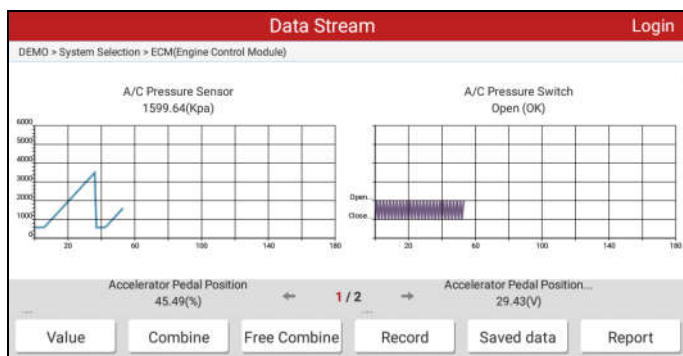 Data Stream
Login
DEMO > System Selection > ECM(Engine Control Module)
A/C Pressure Sensor
1599.64(Kpa)
A/C Pressure Switch
Open (OK)
6000
5000
4000
3000
2000
1000
0
20 60 100 140 180
Open...
Close...
20 60 100 140 180
Accelerator Pedal Position
45.49(%)
1 / 2
Accelerator Pedal Position...
29.43(V)
Value
Combine
Free Combine
Record
Saved data
Report